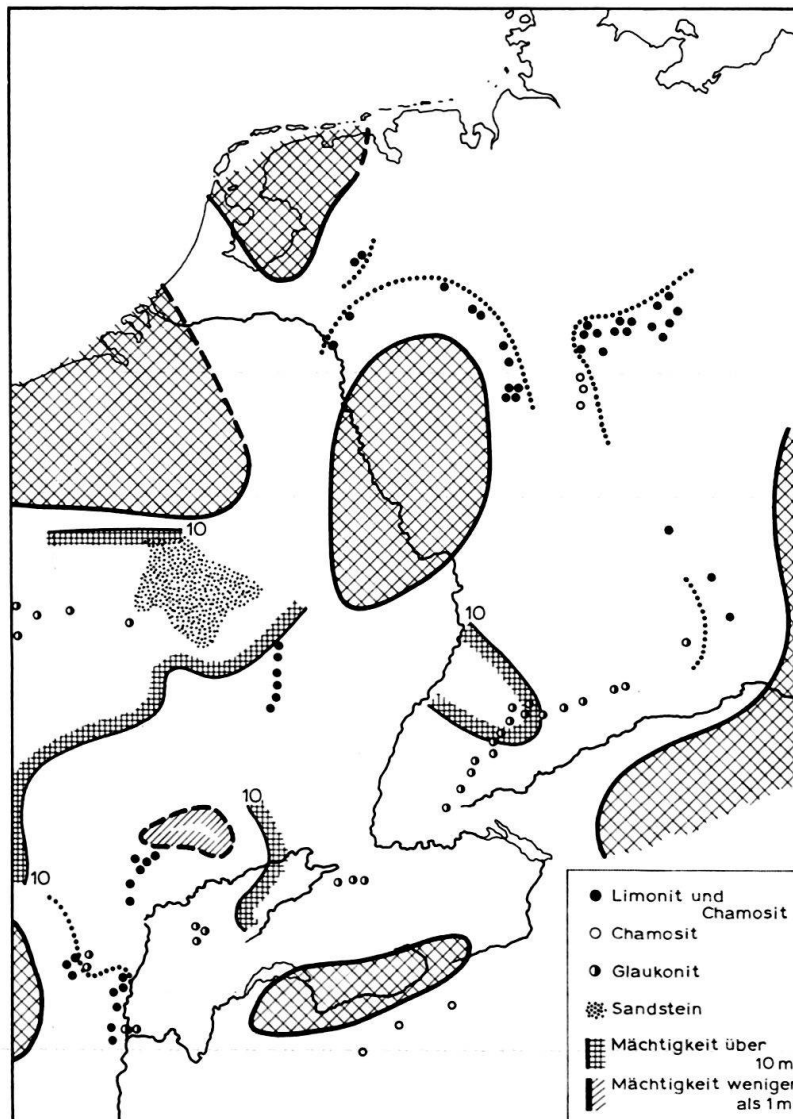 10
10
10
10
Limonit und
Chamosit
Chamosit
Glaukonit
Sandstein
Mächtigkeit über
10 m
Mächtigkeit weniger
als 1 m